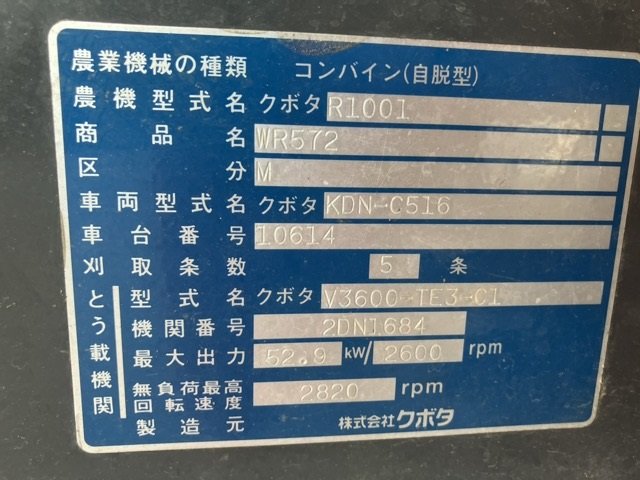 農業機械の種類 コンバイン(自脱型)
農機型式名 クボタ R1001
商品名 WR572
区分 M
車両型式名 クボタ KDN-C516
車台番号 10614
刈取条数 5 条
とう載機関 型式名 クボタ V3600-TE3-C1
機関番号 2DN1684
最大出力 52.9 kW/ 2600 rpm
無負荷最高回転速度 2820 rpm
製造元 株式会社クボタ